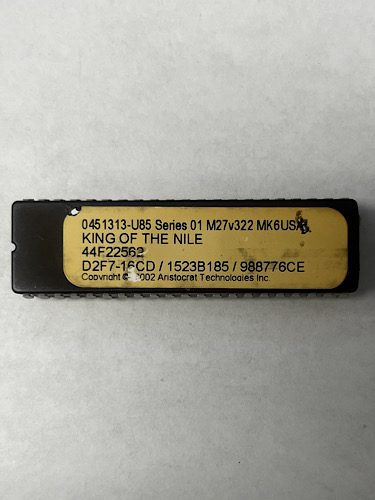 0451313-U85 Series 01 M27v322 MK6USA
KING OF THE NILE
44F22562
D2F7-16CD / 1523B185 / 988776CE
Copyright © 2002 Aristocrat Technologies Inc.